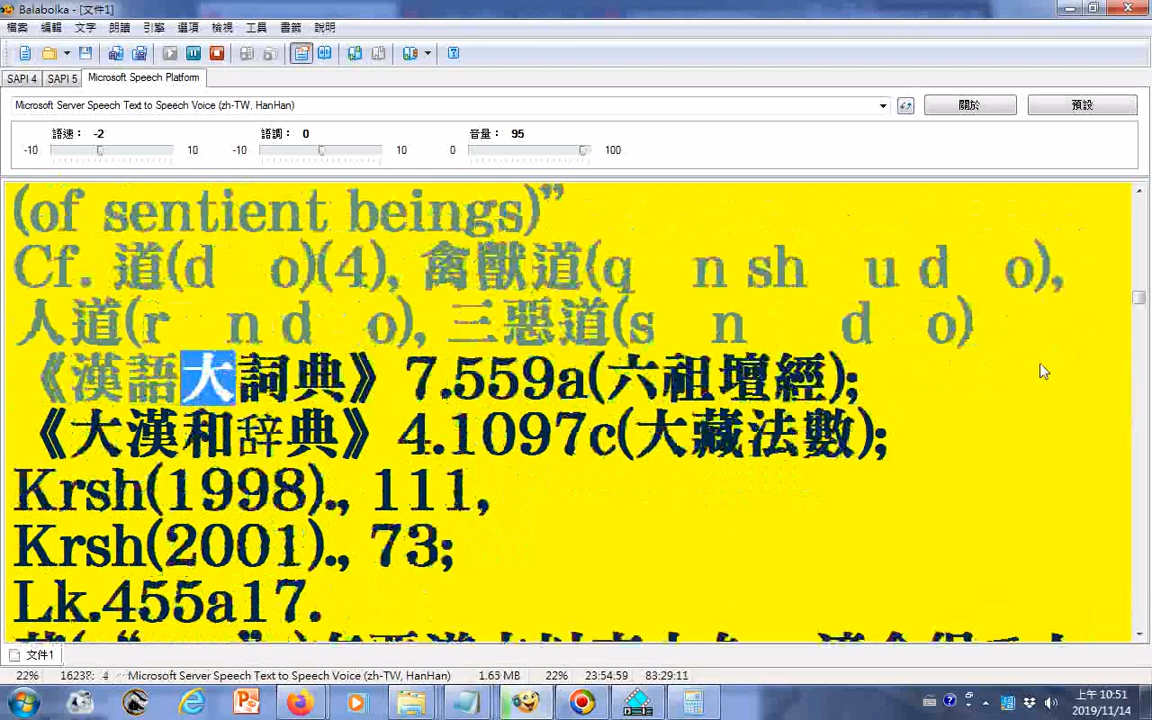 Balabolka - [文件1]
檔案 編輯 文字 朗讀 引擎 選項 檢視 工具 書籤 說明
SAPI 4 SAPI 5 Microsoft Speech Platform
Microsoft Server Speech Text to Speech Voice (zh-TW, HanHan) 關於 預設
語速： -2 語調： 0 音量： 95
-10 10 -10 10 0 100
(of sentient beings)”
Cf. 道(d o)(4), 禽獸道(q n sh u d o),
人道(r n d o), 三惡道(s n d o)
《漢語大詞典》 7.559a(六祖壇經);
《大漢和辞典》 4.1097c(大藏法數);
Krsh(1998)., 111,
Krsh(2001)., 73;
Lk.455a17.
文件1
22% Microsoft Server Speech Text to Speech Voice (zh-TW, HanHan) 1.63 MB 22% 23:54:59 83:29:11
上午 10:51
2019/11/14